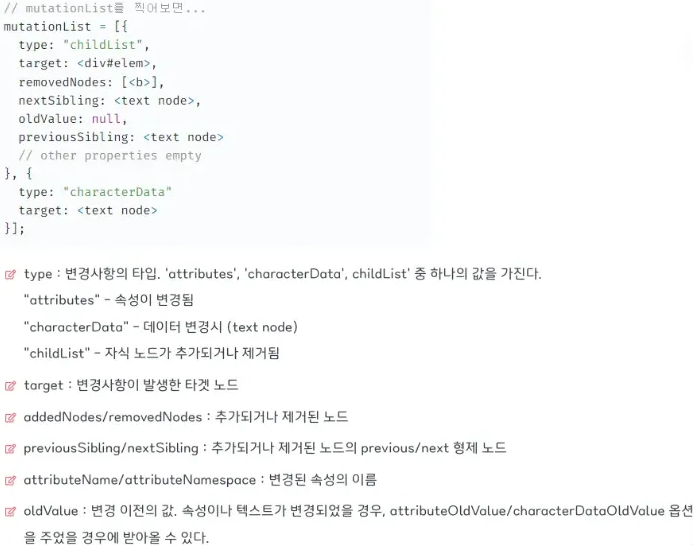 // mutationList를 찍어보면...
mutationList = [{
  type: "childList",
  target: <div#elem>,
  removedNodes: [<b>],
  nextSibling: <text node>,
  oldValue: null,
  previousSibling: <text node>
  // other properties empty
}, {
  type: "characterData"
  target: <text node>
}];
type : 변경사항의 타입. 'attributes', 'characterData', childList' 중 하나의 값을 가진다.
"attributes" - 속성이 변경됨
"characterData" - 데이터 변경시 (text node)
"childList" - 자식 노드가 추가되거나 제거됨
target : 변경사항이 발생한 타겟 노드
addedNodes/removedNodes : 추가되거나 제거된 노드
previousSibling/nextSibling : 추가되거나 제거된 노드의 previous/next 형제 노드
attributeName/attributeNamespace : 변경된 속성의 이름
oldValue : 변경 이전의 값. 속성이나 텍스트가 변경되었을 경우, attributeOldValue/characterDataOldValue 옵션
을 주었을 경우에 받아올 수 있다.